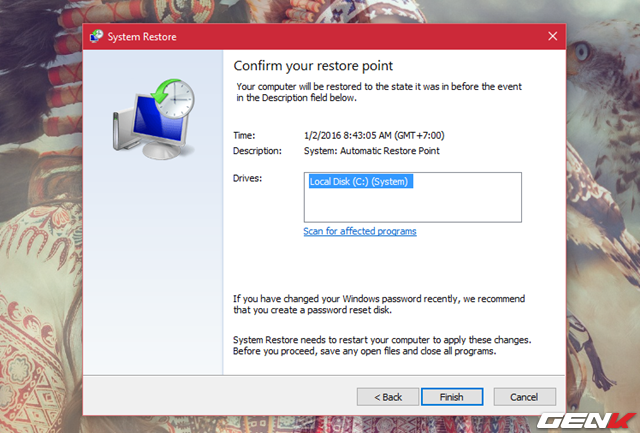 System Restore
Confirm your restore point
Your computer will be restored to the state it was in before the event
in the Description field below.
Time: 1/2/2016 8:43:05 AM (GMT+7:00)
Description: System: Automatic Restore Point
Drives:
Local Disk (C:) (System)
Scan for affected programs
If you have changed your Windows password recently, we recommend
that you create a password reset disk.
System Restore needs to restart your computer to apply these changes.
Before you proceed, save any open files and close all programs.
< Back Finish Cancel
GENK